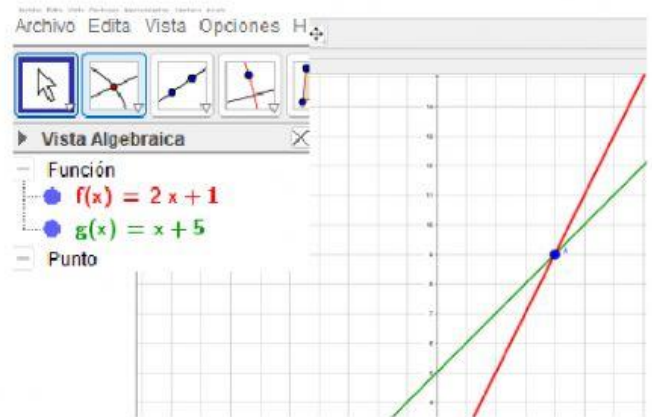 Archivo Edita Vista Opciones H
Vista Algebraica
Función
f(x) = 2 x + 1
g(x) = x + 5
Punto
A